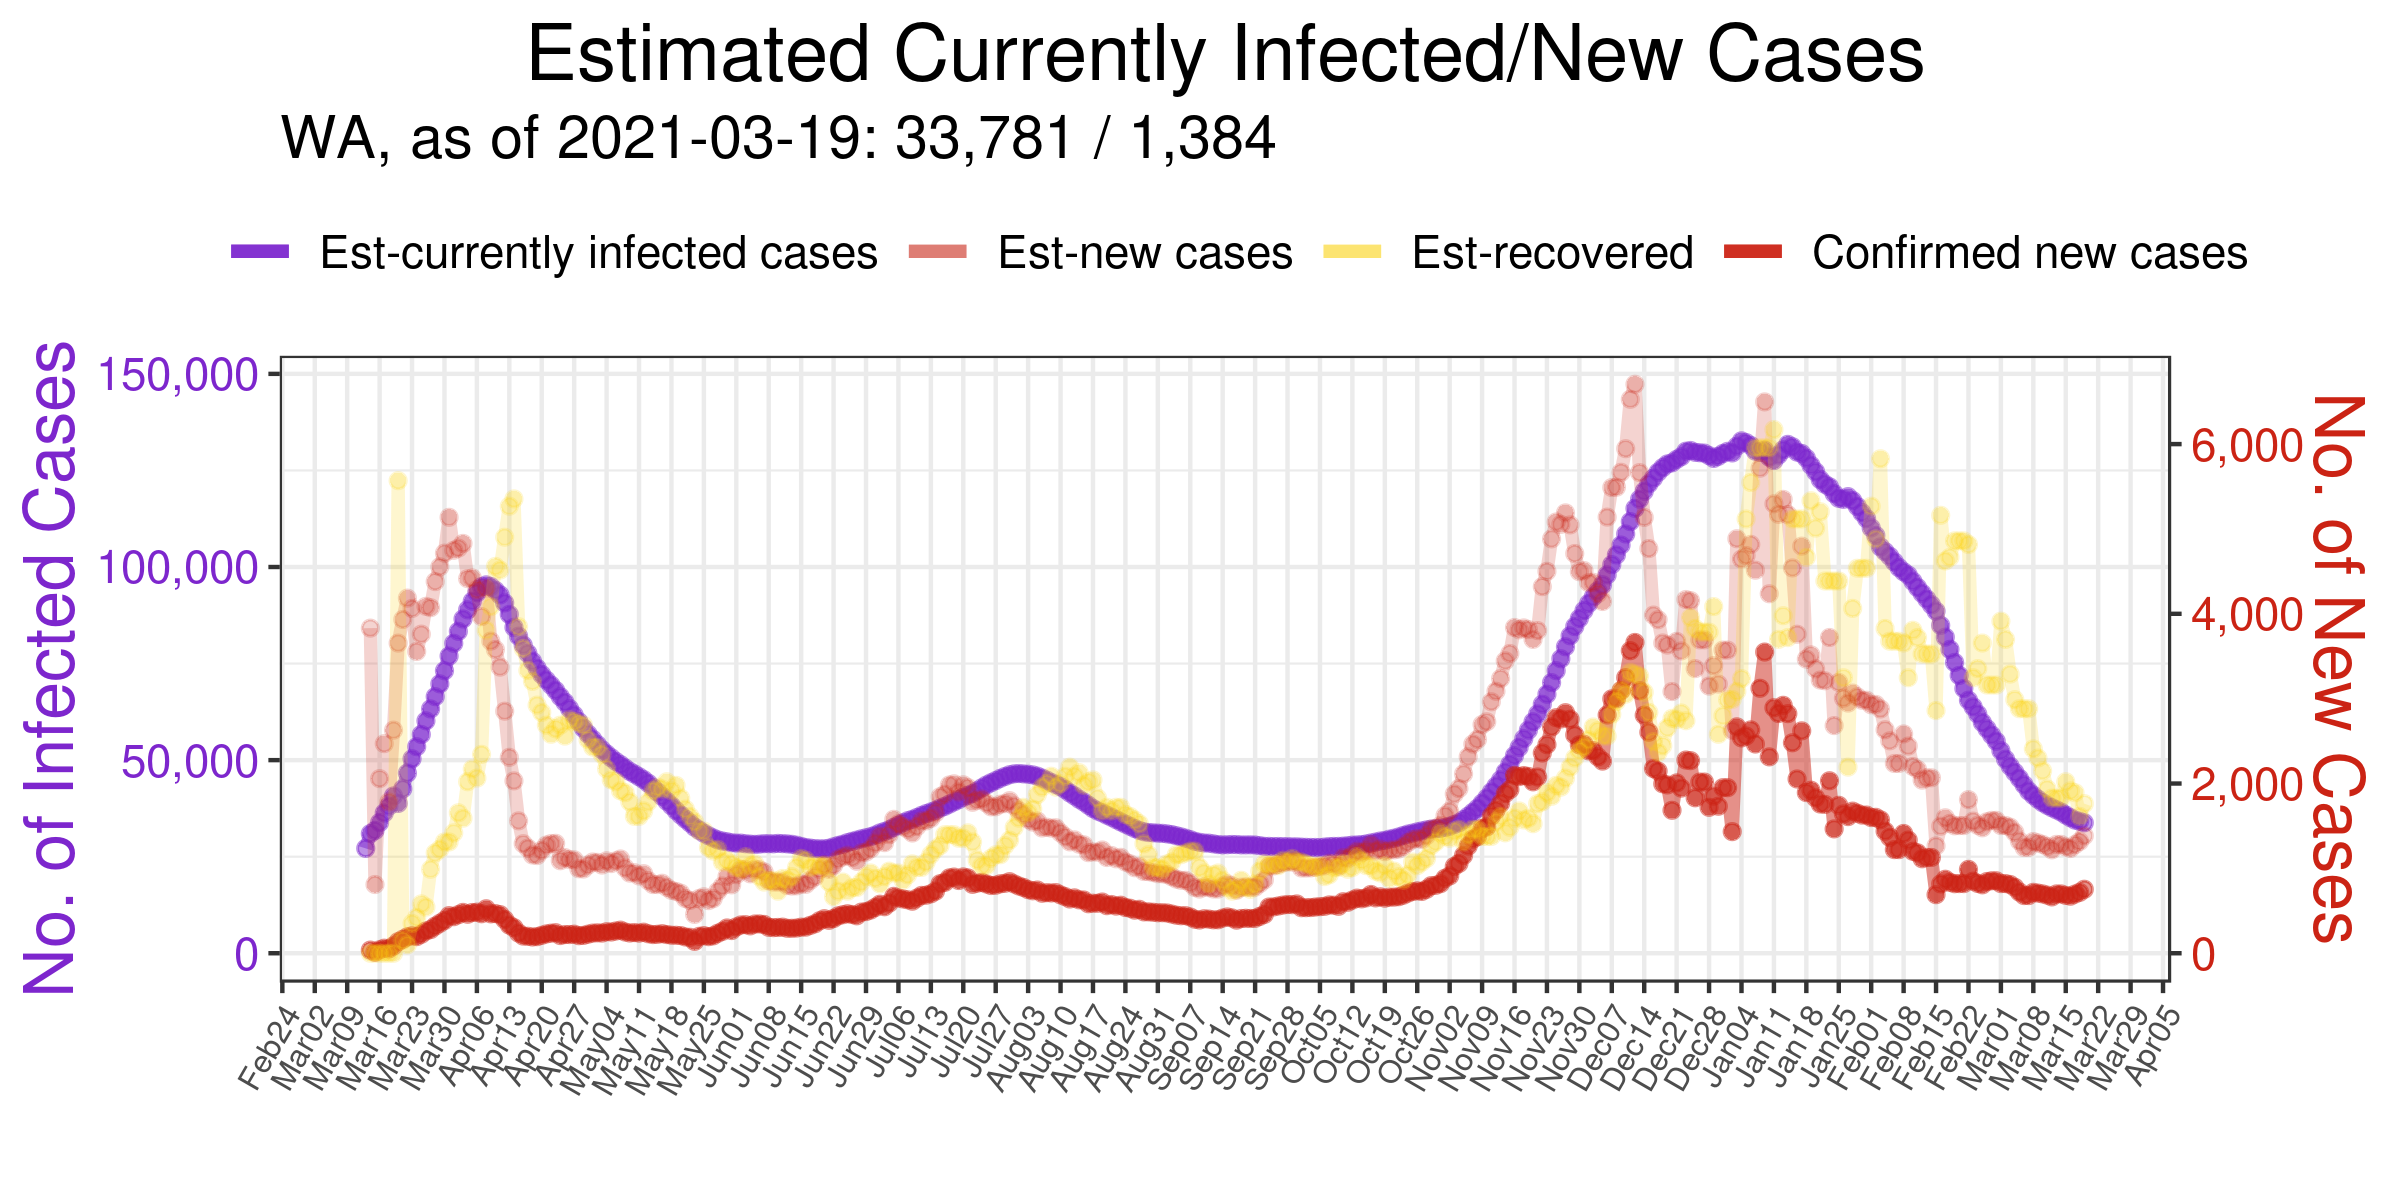 Estimated Currently Infected/New Cases
WA, as of 2021-03-19: 33,781 / 1,384
Est-currently infected cases Est-new cases Est-recovered Confirmed new cases
No. of Infected Cases
150,000
100,000
50,000
0
6,000
4,000
2,000
0
No. of New Cases
Feb24 Mar02 Mar09 Mar16 Mar23 Mar30 Apr06 Apr13 Apr20 Apr27 May04 May11 May18 May25 Jun01 Jun08 Jun15 Jun22 Jun29 Jul06 Jul13 Jul20 Jul27 Aug03 Aug10 Aug17 Aug24 Aug31 Sep07 Sep14 Sep21 Sep28 Oct05 Oct12 Oct19 Oct26 Nov02 Nov09 Nov16 Nov23 Nov30 Dec07 Dec14 Dec21 Dec28 Jan04 Jan11 Jan18 Jan25 Feb01 Feb08 Feb15 Feb22 Mar01 Mar08 Mar15 Mar22 Mar29 Apr05